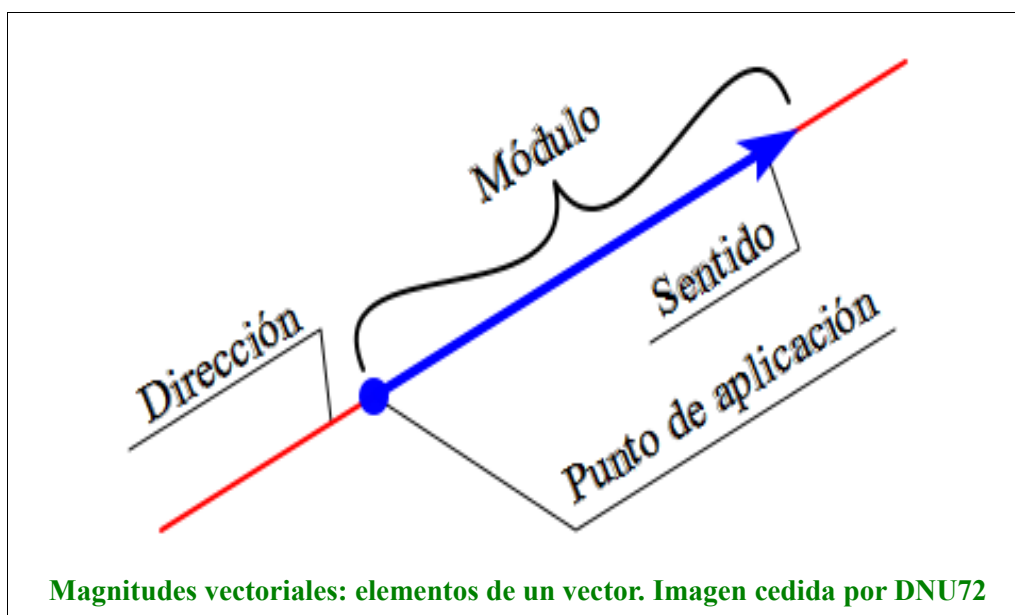 Módulo
Sentido
Dirección
Punto de aplicación
Magnitudes vectoriales: elementos de un vector. Imagen cedida por DNU72